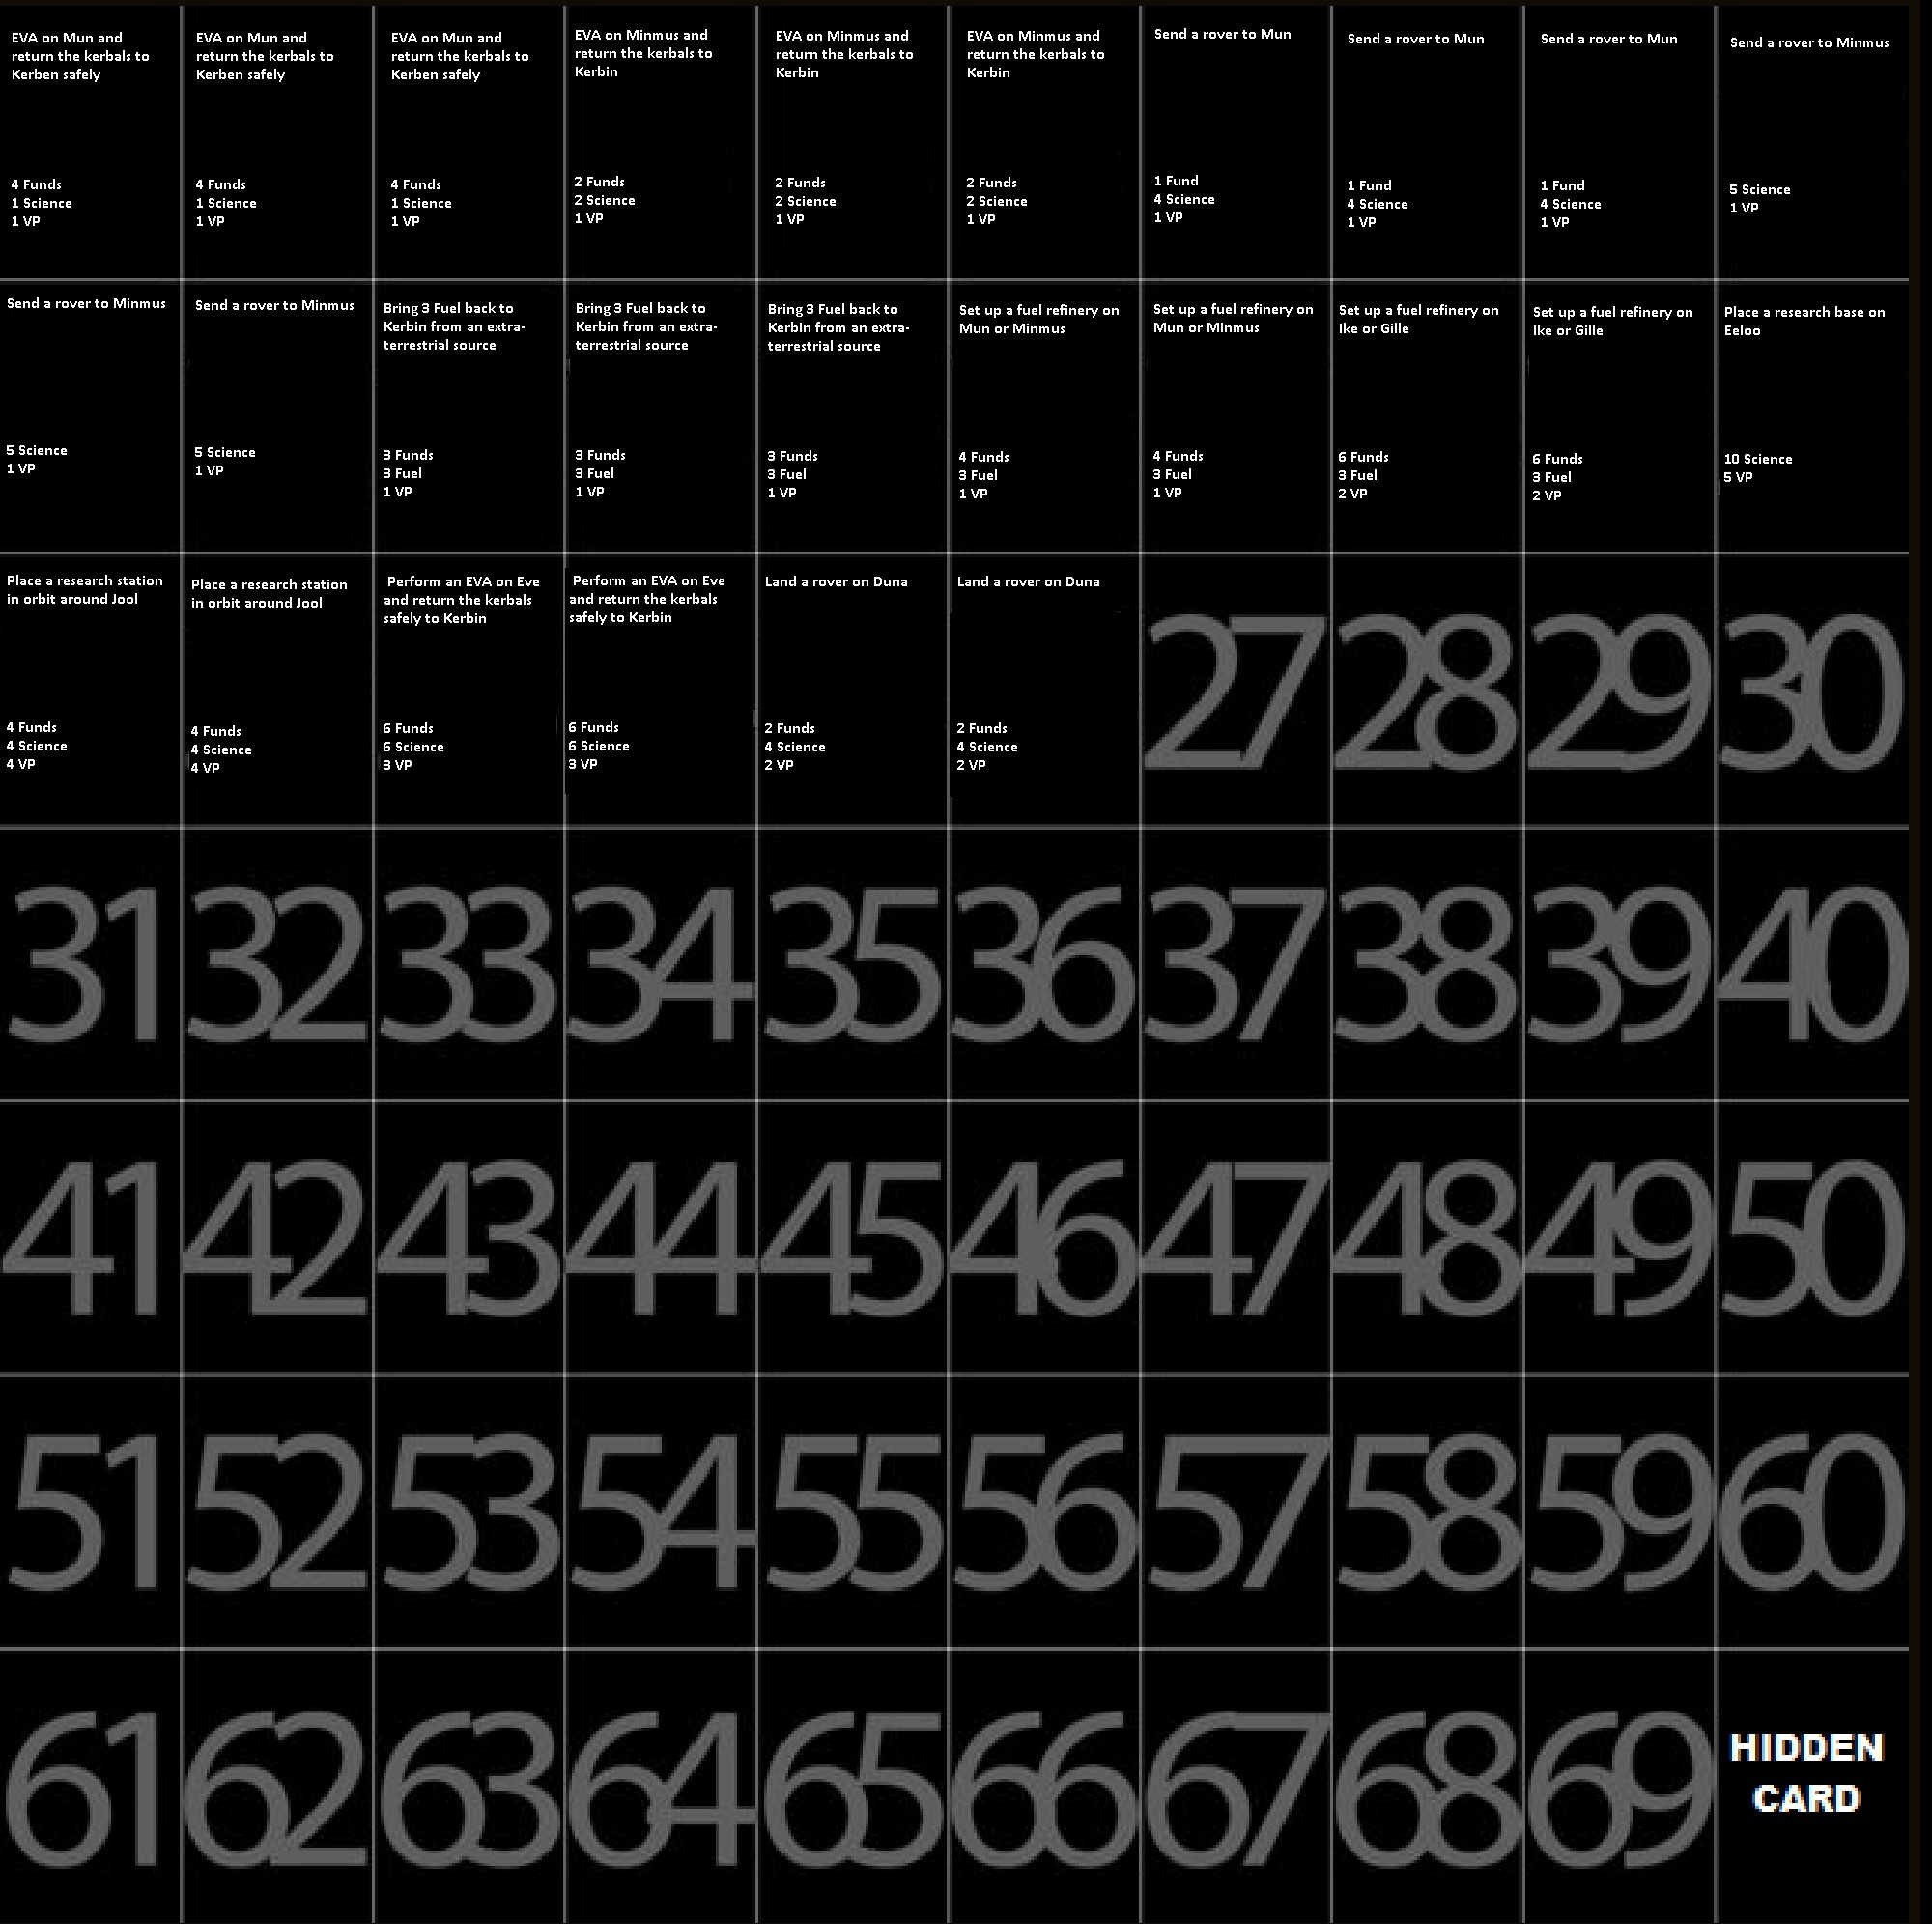 EVA on Mun and
return the kerbals to
Kerben safely
4 Funds
1 Science
1 VP
EVA on Mun and
return the kerbals to
Kerben safely
4 Funds
1 Science
1 VP
EVA on Mun and
return the kerbals to
Kerben safely
4 Funds
1 Science
1 VP
EVA on Minmus and
return the kerbals to
Kerbin
2 Funds
2 Science
1 VP
EVA on Minmus and
return the kerbals to
Kerbin
2 Funds
2 Science
1 VP
EVA on Minmus and
return the kerbals to
Kerbin
2 Funds
2 Science
1 VP
Send a rover to Mun
1 Fund
4 Science
1 VP
Send a rover to Mun
1 Fund
4 Science
1 VP
Send a rover to Mun
1 Fund
4 Science
1 VP
Send a rover to Minmus
5 Science
1 VP
Send a rover to Minmus
5 Science
1 VP
Send a rover to Minmus
5 Science
1 VP
Bring 3 Fuel back to
Kerbin from an extra-
terrestrial source
3 Funds
3 Fuel
1 VP
Bring 3 Fuel back to
Kerbin from an extra-
terrestrial source
3 Funds
3 Fuel
1 VP
Bring 3 Fuel back to
Kerbin from an extra-
terrestrial source
3 Funds
3 Fuel
1 VP
Set up a fuel refinery on
Mun or Minmus
4 Funds
3 Fuel
1 VP
Set up a fuel refinery on
Mun or Minmus
4 Funds
3 Fuel
1 VP
Set up a fuel refinery on
Ike or Gille
6 Funds
3 Fuel
2 VP
Set up a fuel refinery on
Ike or Gille
6 Funds
3 Fuel
2 VP
Place a research base on
Eeloo
10 Science
5 VP
Place a research station
in orbit around Jool
4 Funds
4 Science
4 VP
Place a research station
in orbit around Jool
4 Funds
4 Science
4 VP
Perform an EVA on Eve
and return the kerbals
safely to Kerbin
6 Funds
6 Science
3 VP
Perform an EVA on Eve
and return the kerbals
safely to Kerbin
6 Funds
6 Science
3 VP
Land a rover on Duna
2 Funds
4 Science
2 VP
Land a rover on Duna
2 Funds
4 Science
2 VP
27
28
29
30
31
32
33
34
35
36
37
38
39
40
41
42
43
44
45
46
47
48
49
50
51
52
53
54
55
56
57
58
59
60
61
62
63
64
65
66
67
68
69
HIDDEN
CARD